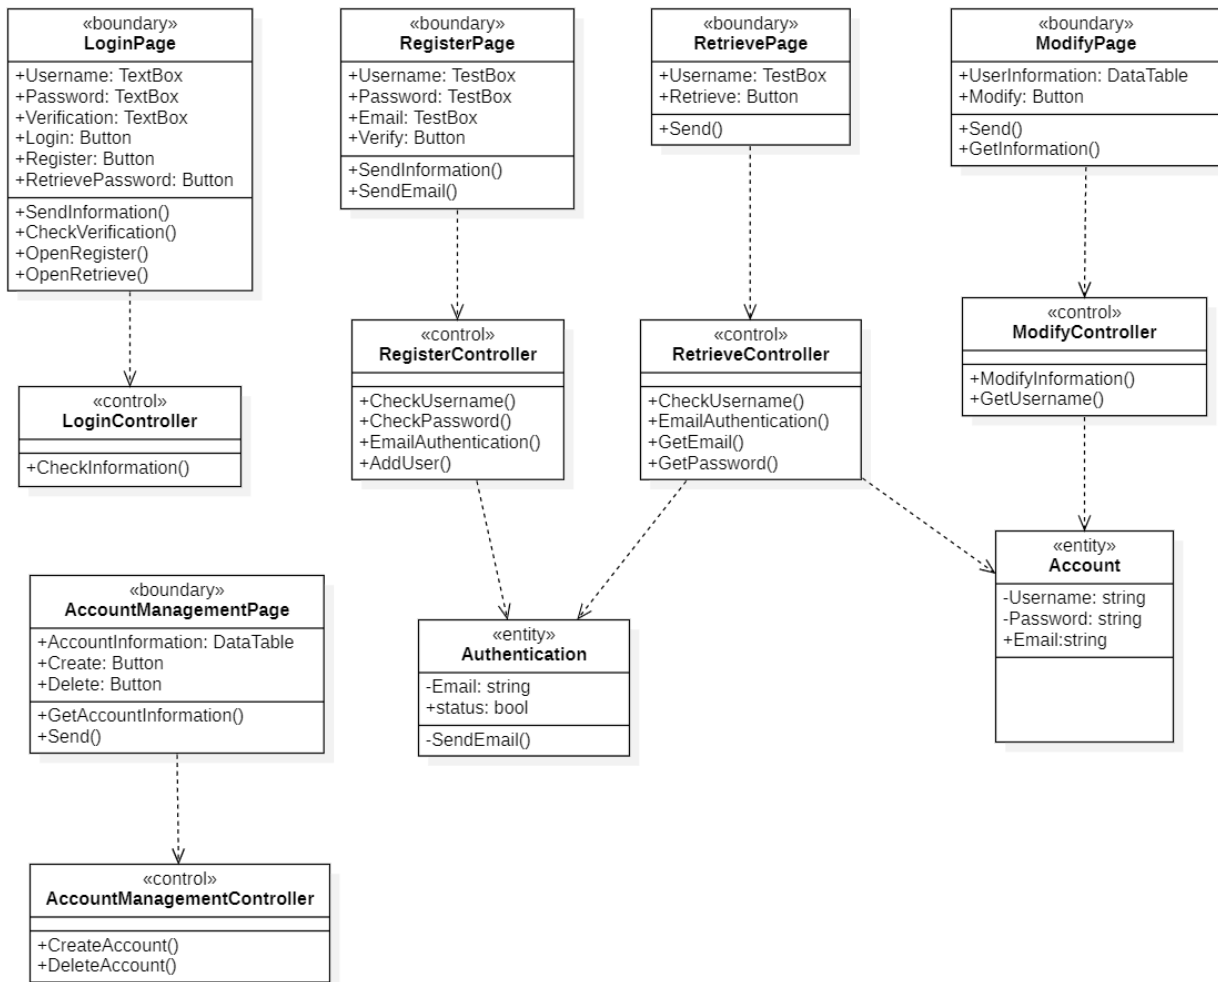 «boundary»
LoginPage
+Username: TextBox
+Password: TextBox
+Verification: TextBox
+Login: Button
+Register: Button
+RetrievePassword: Button
+SendInformation()
+CheckVerification()
+OpenRegister()
+OpenRetrieve()
«boundary»
RegisterPage
+Username: TestBox
+Password: TestBox
+Email: TestBox
+Verify: Button
+SendInformation()
+SendEmail()
«boundary»
RetrievePage
+Username: TestBox
+Retrieve: Button
+Send()
«boundary»
ModifyPage
+UserInformation: DataTable
+Modify: Button
+Send()
+GetInformation()
«control»
LoginController
+CheckInformation()
«control»
RegisterController
+CheckUsername()
+CheckPassword()
+EmailAuthentication()
+AddUser()
«control»
RetrieveController
+CheckUsername()
+EmailAuthentication()
+GetEmail()
+GetPassword()
«control»
ModifyController
+ModifyInformation()
+GetUsername()
«boundary»
AccountManagementPage
+AccountInformation: DataTable
+Create: Button
+Delete: Button
+GetAccountInformation()
+Send()
«entity»
Authentication
-Email: string
+status: bool
-SendEmail()
«entity»
Account
-Username: string
-Password: string
+Email:string
«control»
AccountManagementController
+CreateAccount()
+DeleteAccount()